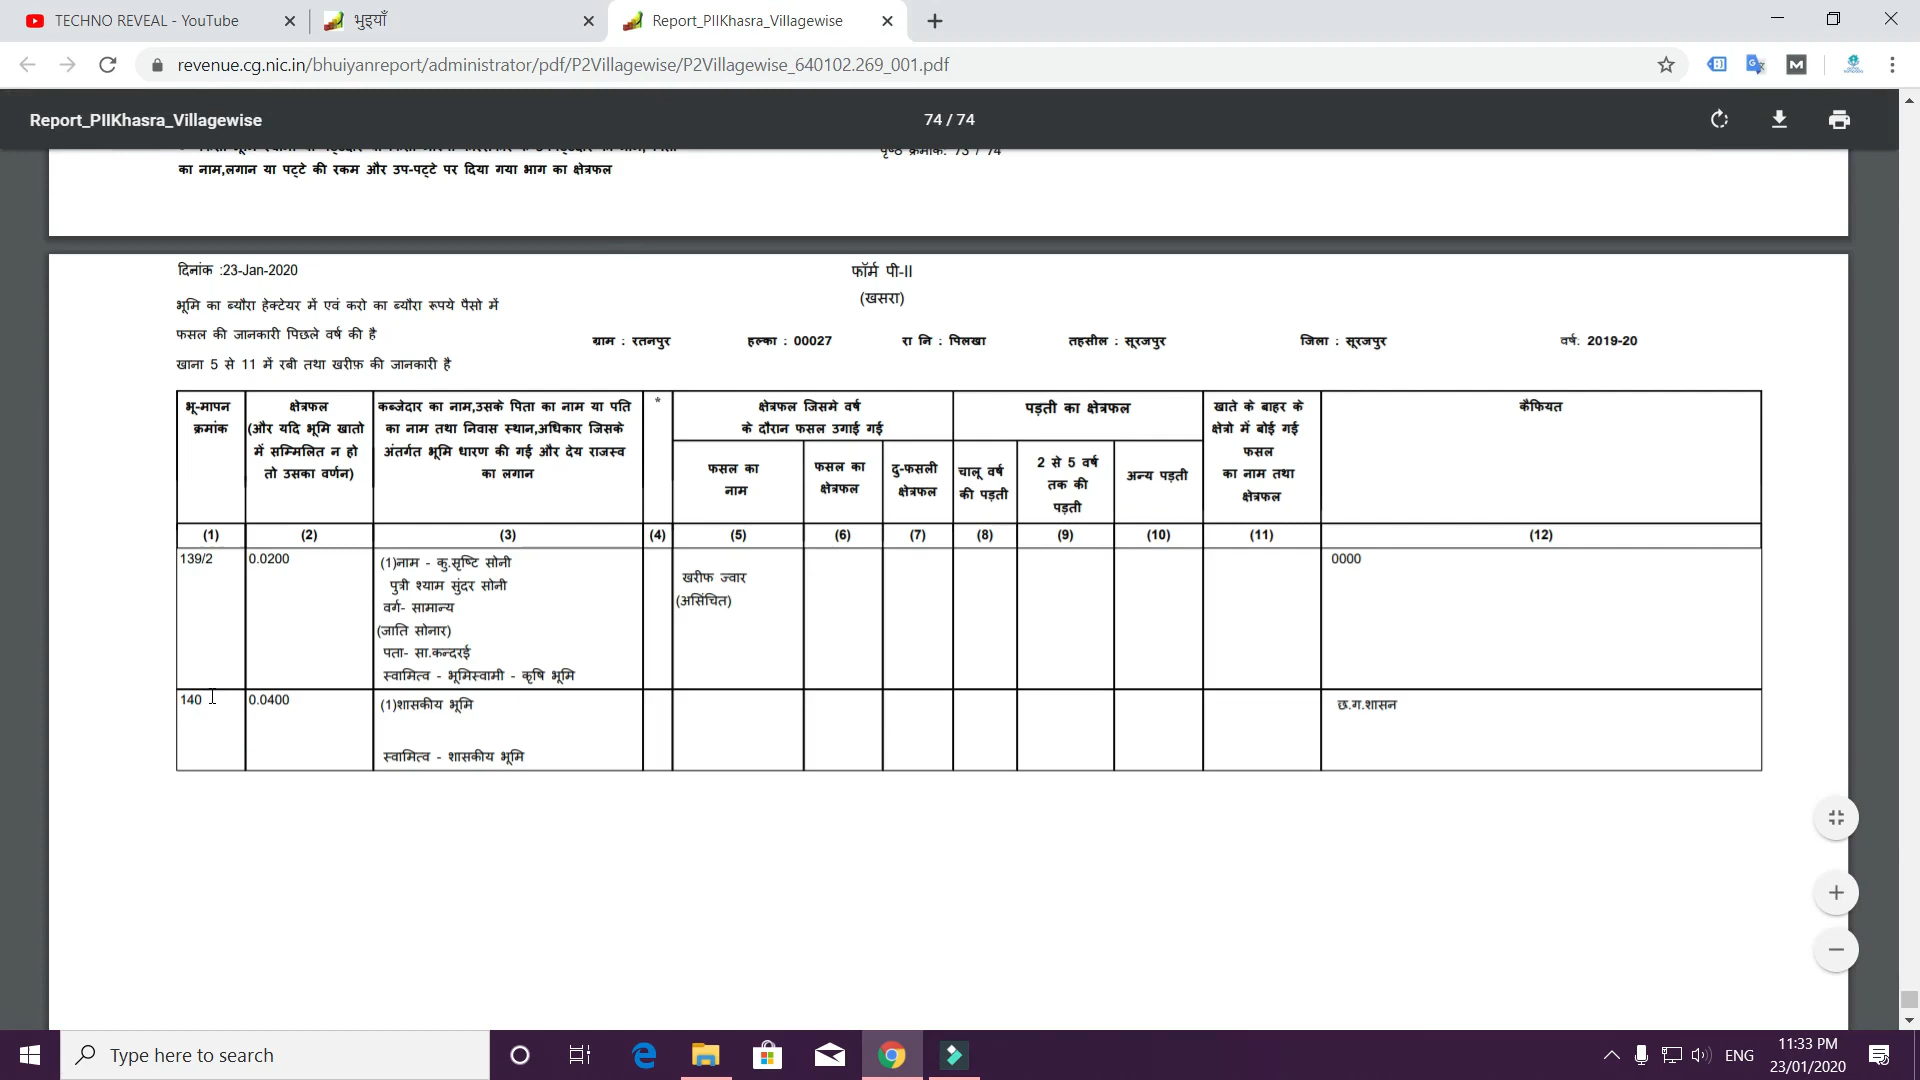 TECHNO REVEAL - YouTube
भुइयाँ
Report_PIIKhasra_Villagewise
revenue.cg.nic.in/bhuiyanreport/administrator/pdf/P2Villagewise/P2Villagewise_640102.269_001.pdf
Report_PIIKhasra_Villagewise
74 / 74
पृष्ठ क्रमांक: 73 / 74
का नाम,लगान या पट्टे की रकम और उप-पट्टे पर दिया गया भाग का क्षेत्रफल
दिनांक :23-Jan-2020
फॉर्म पी-II
(खसरा)
भूमि का ब्यौरा हेक्टेयर में एवं करो का ब्यौरा रूपये पैसो में
फसल की जानकारी पिछले वर्ष की है
ग्राम : रतनपुर हल्का : 00027 रा नि : पिलखा तहसील : सूरजपुर जिला : सूरजपुर वर्ष: 2019-20
खाना 5 से 11 में रबी तथा खरीफ़ की जानकारी है
भू-मापन
क्रमांक
क्षेत्रफल
(और यदि भूमि खातो
में सम्मिलित न हो
तो उसका वर्णन)
कब्जेदार का नाम,उसके पिता का नाम या पति
का नाम तथा निवास स्थान,अधिकार जिसके
अंतर्गत भूमि धारण की गई और देय राजस्व
का लगान
*
क्षेत्रफल जिसमे वर्ष
के दौरान फसल उगाई गई
फसल का
नाम
फसल का
क्षेत्रफल
दु-फसली
क्षेत्रफल
पड़ती का क्षेत्रफल
चालू वर्ष
की पड़ती
2 से 5 वर्ष
तक की
पड़ती
अन्य पड़ती
खाते के बाहर के
क्षेत्रो में बोई गई
फसल
का नाम तथा
क्षेत्रफल
कैफियत
(1) (2) (3) (4) (5) (6) (7) (8) (9) (10) (11) (12)
139/2
0.0200
(1)नाम - कु.सृष्टि सोनी
पुत्री श्याम सुंदर सोनी
वर्ग- सामान्य
(जाति सोनार)
पता- सा.कन्दरई
स्वामित्व - भूमिस्वामी - कृषि भूमि
खरीफ ज्वार
(असिंचित)
0000
140
0.0400
(1)शासकीय भूमि
स्वामित्व - शासकीय भूमि
छ.ग.शासन
Type here to search
ENG
11:33 PM
23/01/2020